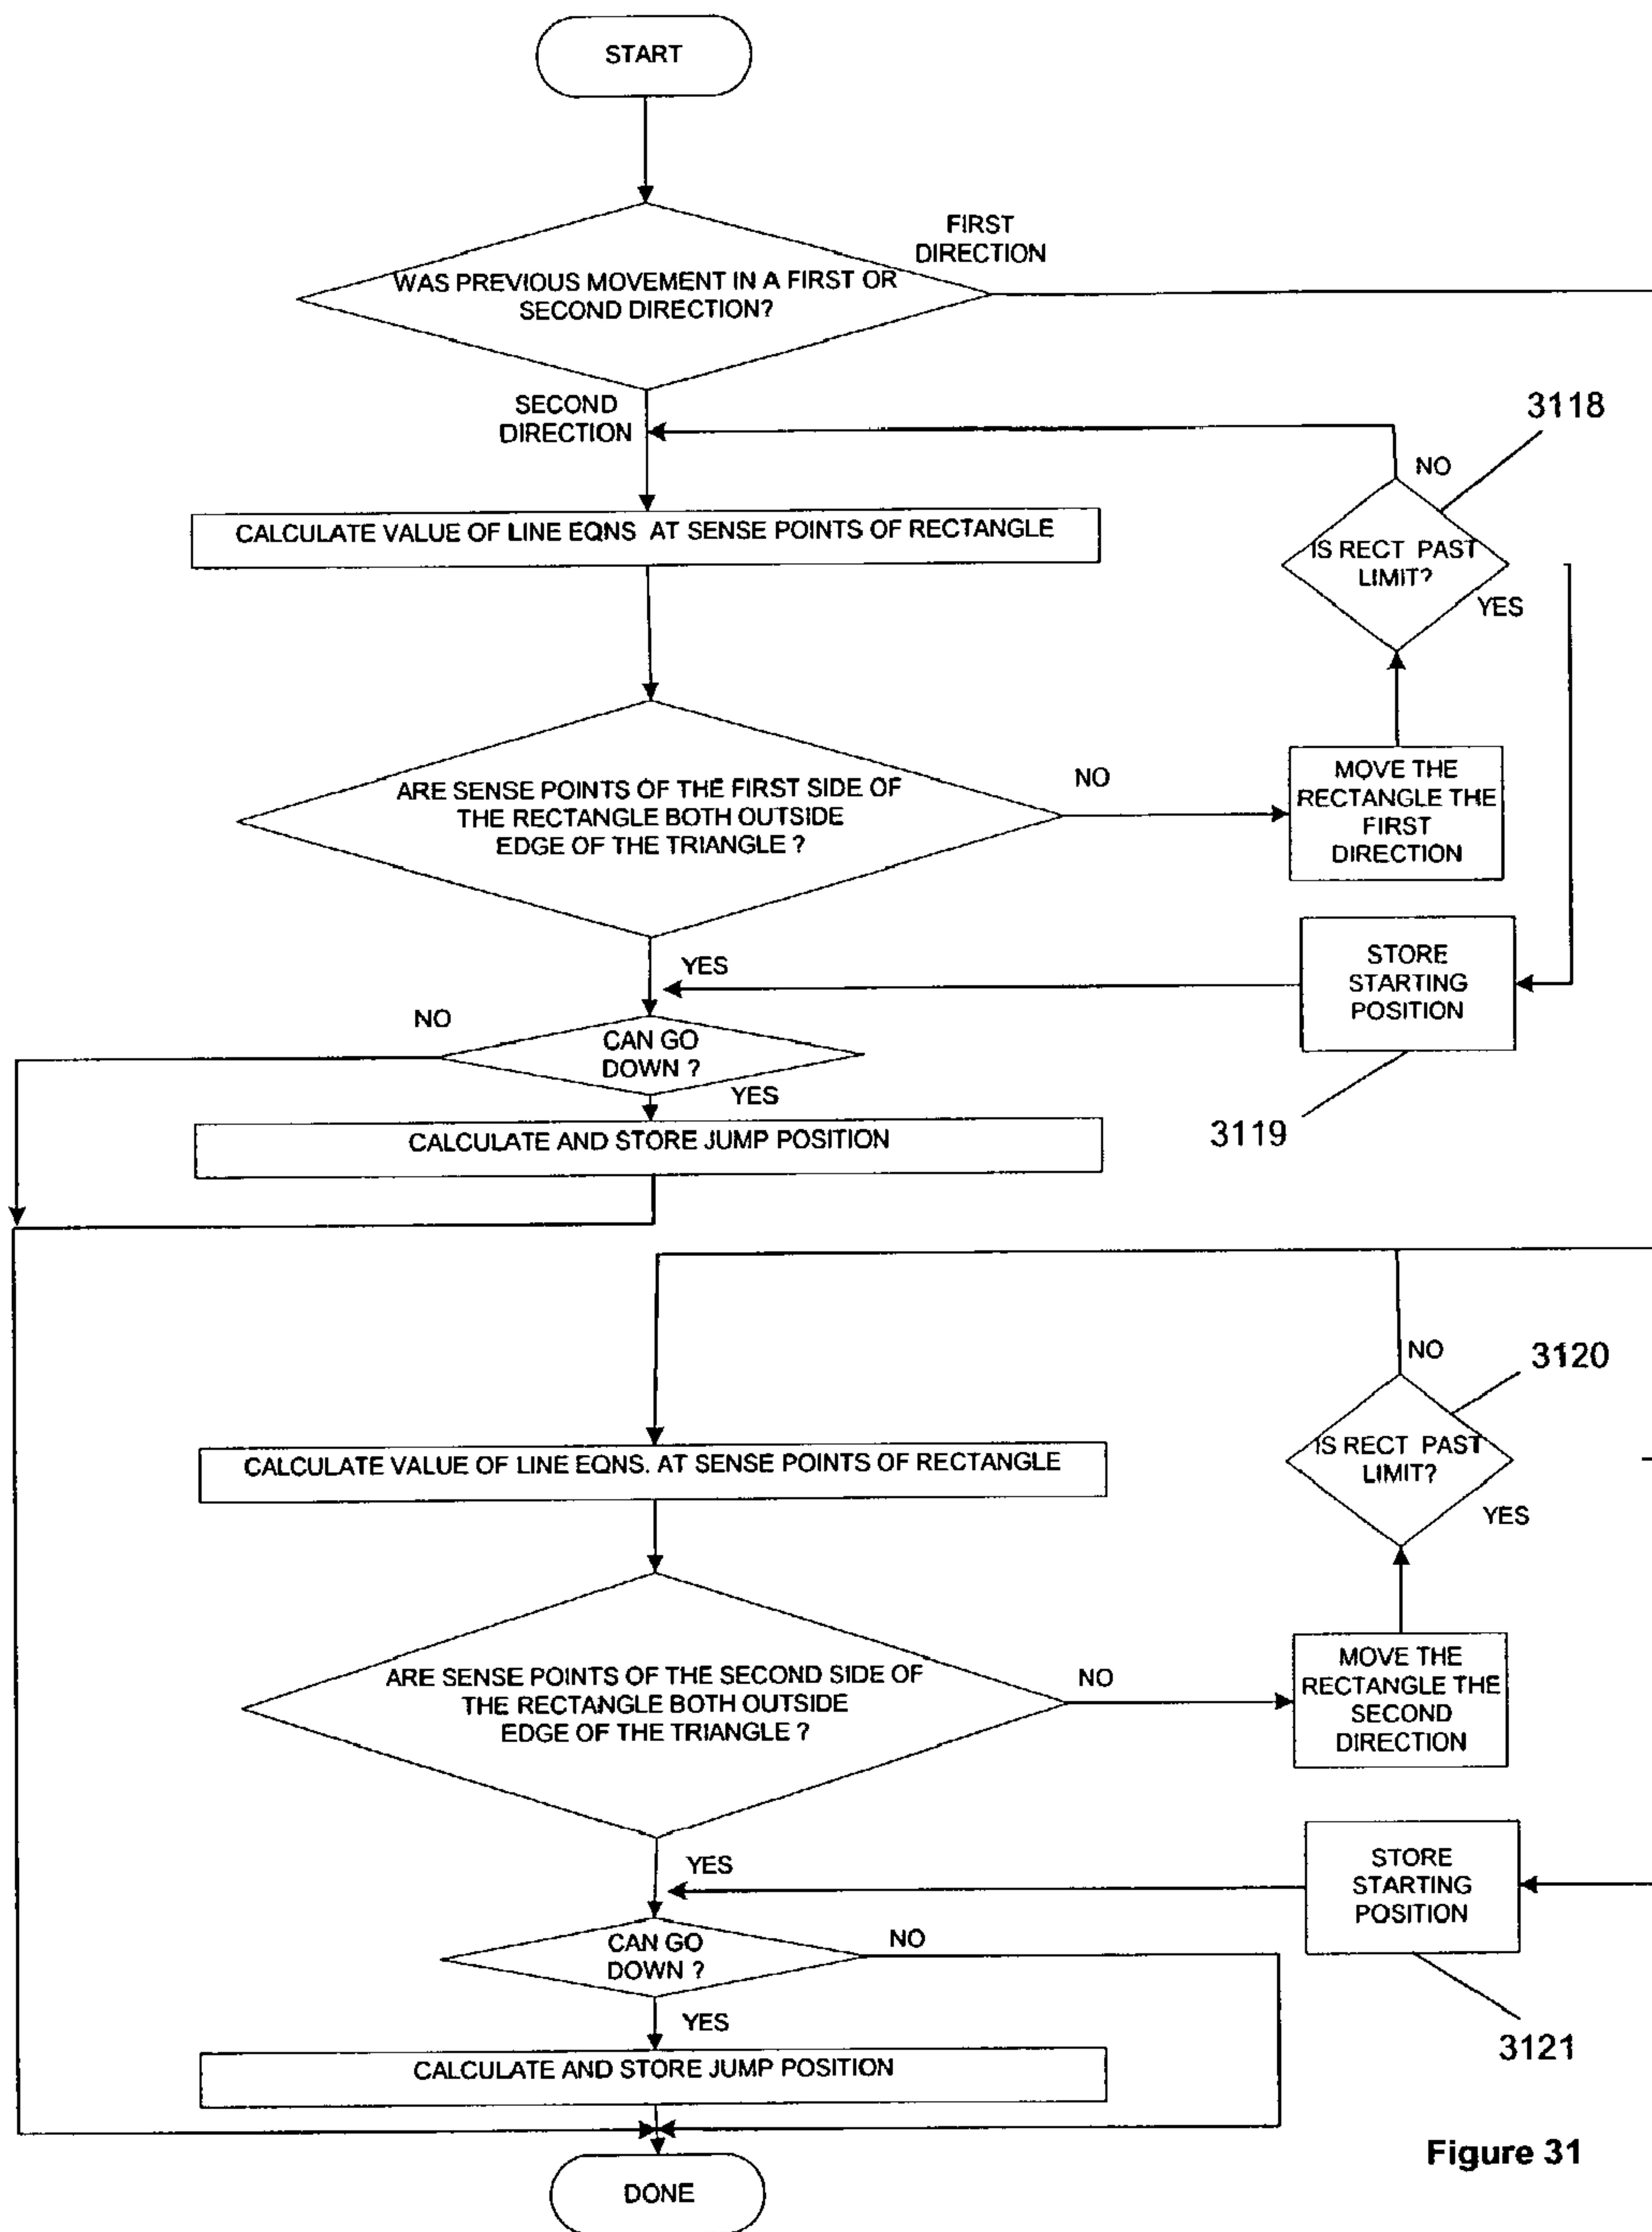 START
FIRST
DIRECTION
WAS PREVIOUS MOVEMENT IN A FIRST OR
SECOND DIRECTION?
SECOND
DIRECTION
3118
NO
CALCULATE VALUE OF LINE EQNS AT SENSE POINTS OF RECTANGLE
IS RECT PAST
LIMIT?
YES
ARE SENSE POINTS OF THE FIRST SIDE OF
THE RECTANGLE BOTH OUTSIDE
EDGE OF THE TRIANGLE ?
NO
MOVE THE
RECTANGLE THE
FIRST
DIRECTION
YES
STORE
STARTING
POSITION
NO
CAN GO
DOWN ?
YES
3119
CALCULATE AND STORE JUMP POSITION
NO
3120
CALCULATE VALUE OF LINE EQNS. AT SENSE POINTS OF RECTANGLE
IS RECT PAST
LIMIT?
YES
ARE SENSE POINTS OF THE SECOND SIDE OF
THE RECTANGLE BOTH OUTSIDE
EDGE OF THE TRIANGLE ?
NO
MOVE THE
RECTANGLE THE
SECOND
DIRECTION
YES
STORE
STARTING
POSITION
CAN GO
DOWN ?
NO
YES
3121
CALCULATE AND STORE JUMP POSITION
Figure 31
DONE